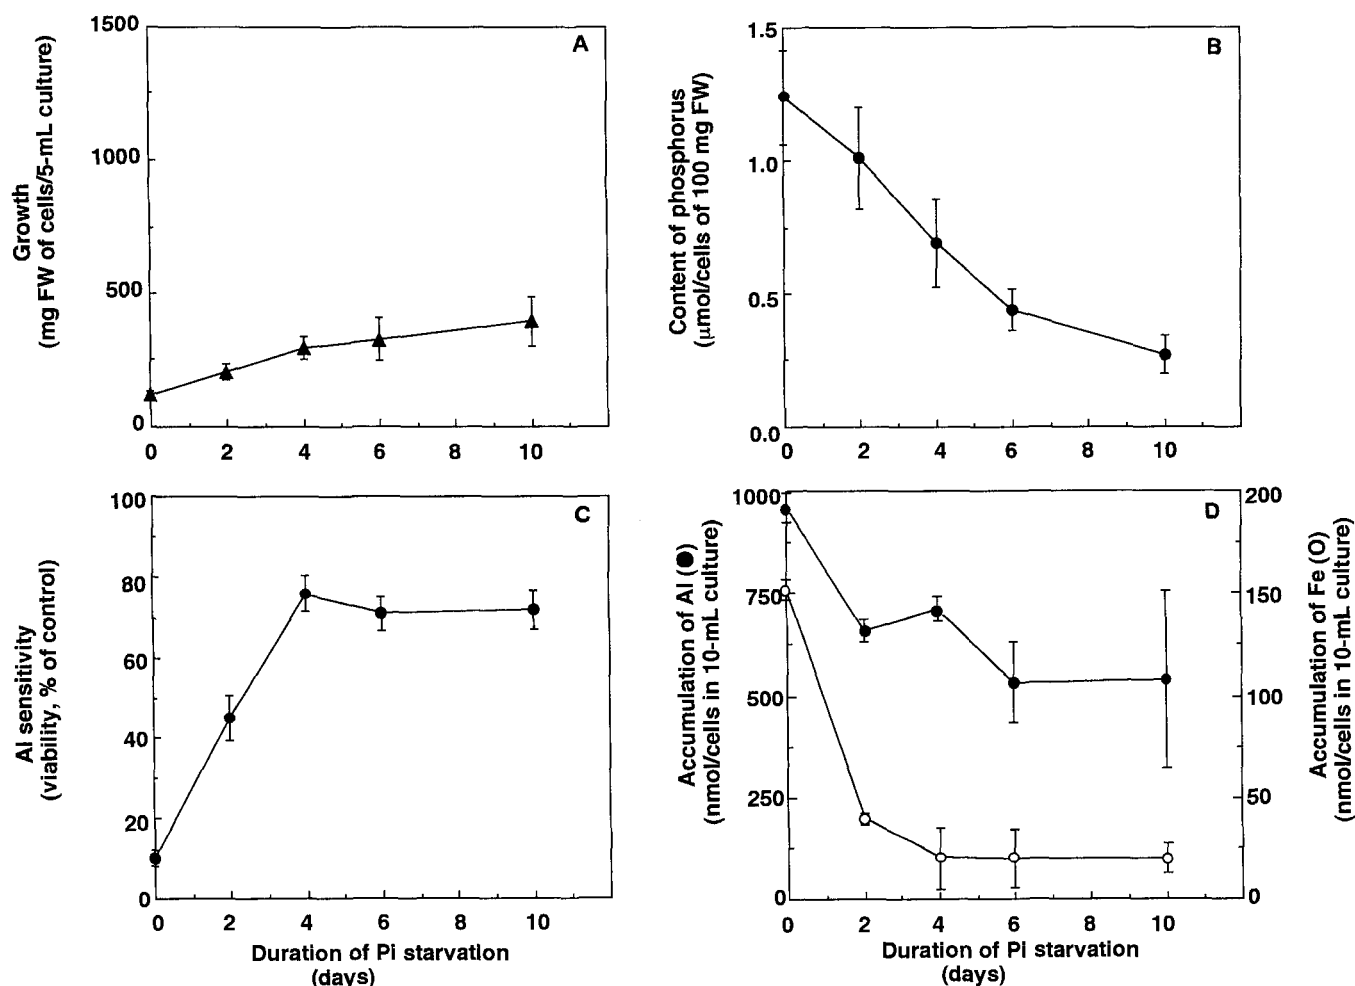 A
Growth
(mg FW of cells/5-mL culture)
1500
1000
500
0
0 2 4 6 8 10
B
Content of phosphorus
(μmol/cells of 100 mg FW)
1.5
1.0
0.5
0.0
0 2 4 6 8 10
C
Al sensitivity
(viability, % of control)
100
80
60
40
20
0
0 2 4 6 8 10
Duration of Pi starvation
(days)
D
Accumulation of Al (●)
(nmol/cells in 10-mL culture)
1000
750
500
250
0
200
150
100
50
0
Accumulation of Fe (O)
(nmol/cells in 10-mL culture)
0 2 4 6 8 10
Duration of Pi starvation
(days)